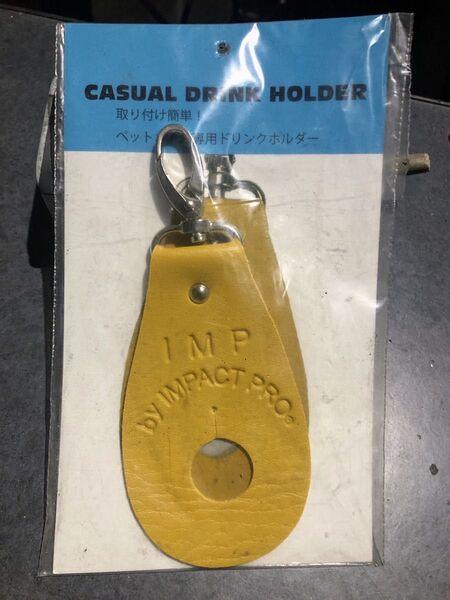 CASUAL DRINK HOLDER
取り付け簡単!
ペット 専用ドリンクホルダー
IMP
by IMPACT PRO